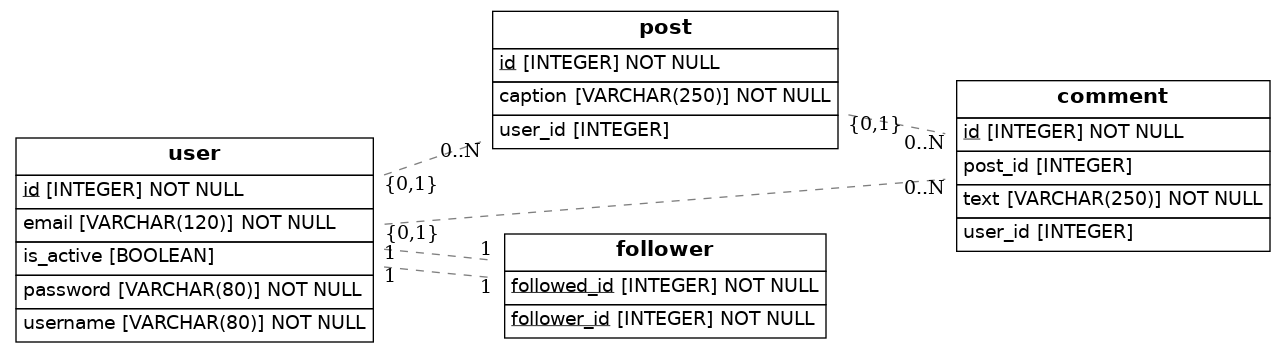 post
id [INTEGER] NOT NULL
caption [VARCHAR(250)] NOT NULL
user_id [INTEGER]
comment
id [INTEGER] NOT NULL
post_id [INTEGER]
text [VARCHAR(250)] NOT NULL
user_id [INTEGER]
user
id [INTEGER] NOT NULL
email [VARCHAR(120)] NOT NULL
is_active [BOOLEAN]
password [VARCHAR(80)] NOT NULL
username [VARCHAR(80)] NOT NULL
follower
followed_id [INTEGER] NOT NULL
follower_id [INTEGER] NOT NULL
0..N
{0,1}
{0,1}
0..N
0..N
{0,1}
1
1
1
1